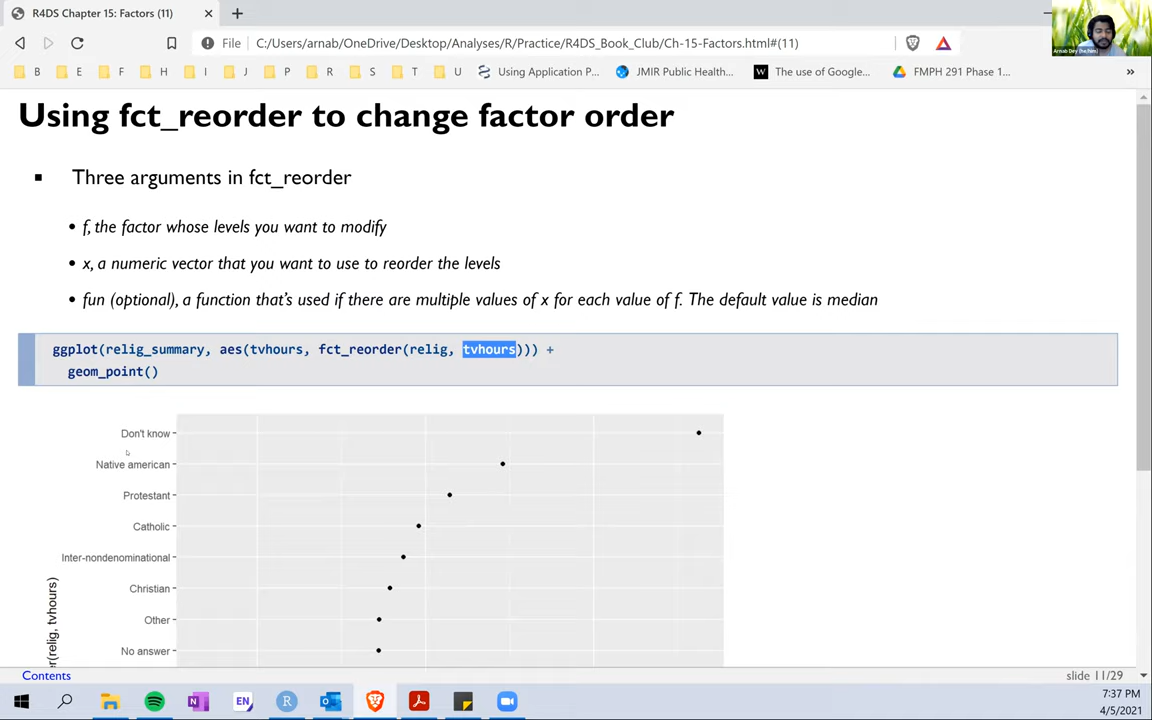 R4DS Chapter 15: Factors (11)
File
C:/Users/arnab/OneDrive/Desktop/Analyses/R/Practice/R4DS_Book_Club/Ch-15-Factors.html#(11)
B E F H I J P R S T U Using Application P... JMIR Public Health... The use of Google... FMPH 291 Phase 1... »
Using fct_reorder to change factor order
Three arguments in fct_reorder
• f, the factor whose levels you want to modify
• x, a numeric vector that you want to use to reorder the levels
• fun (optional), a function that's used if there are multiple values of x for each value of f. The default value is median
ggplot(relig_summary, aes(tvhours, fct_reorder(relig, tvhours))) +
geom_point()
Don't know
Native american
Protestant
Catholic
Inter-nondenominational
Christian
Other
No answer
er(relig, tvhours)
Contents
slide 11/29
EN
R
7:37 PM
4/5/2021